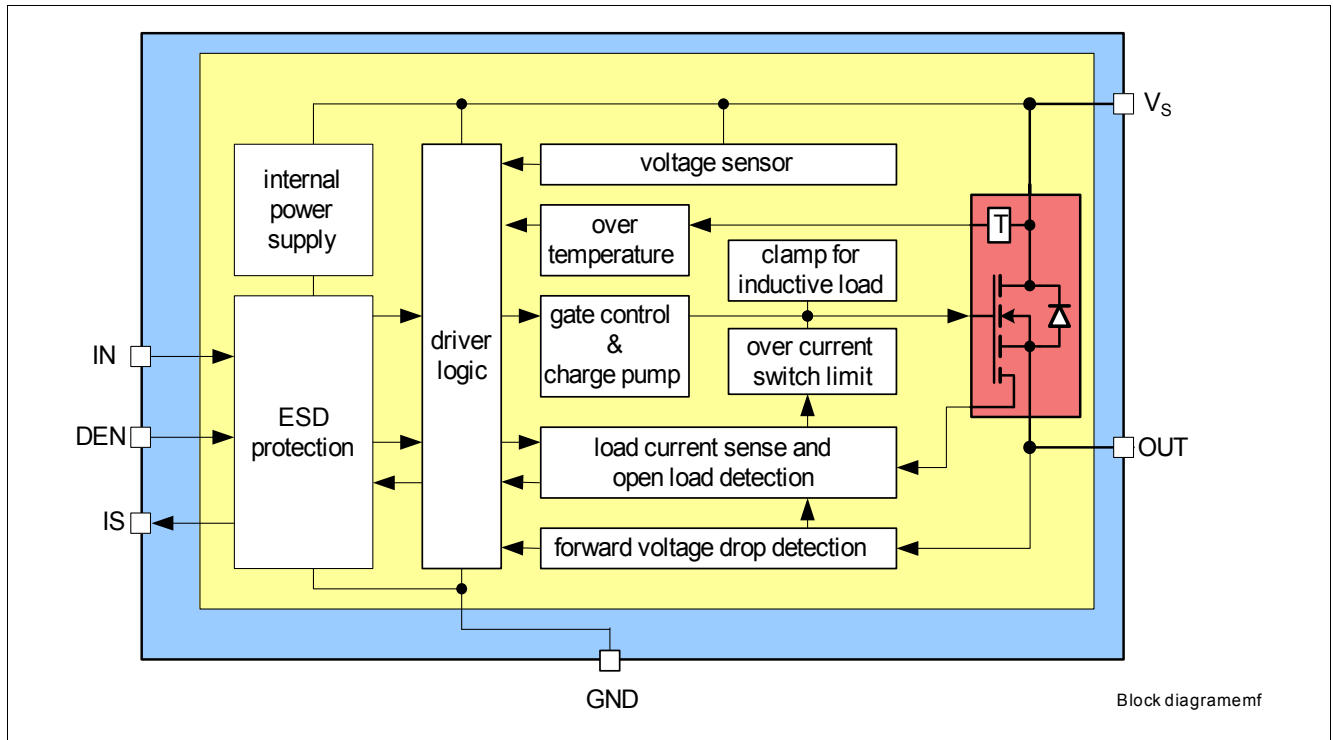 V_S
voltage sensor
internal
power
supply
T
over
temperature
clamp for
inductive load
gate control
&
charge pump
driver
logic
over current
switch limit
IN
ESD
protection
DEN
load current sense and
open load detection
OUT
IS
forward voltage drop detection
GND
Block diagramemf